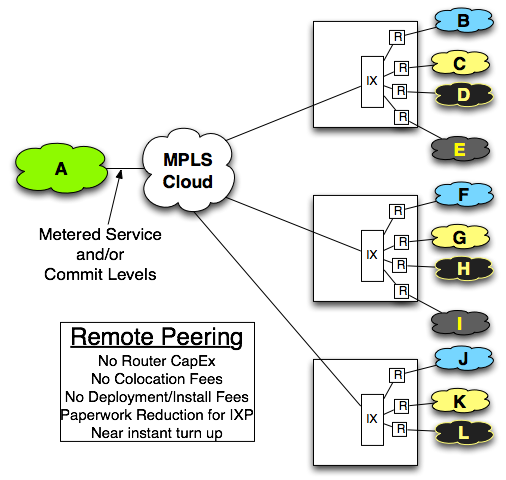 A
MPLS
Cloud
Metered Service
and/or
Commit Levels
Remote Peering
No Router CapEx
No Colocation Fees
No Deployment/Install Fees
Paperwork Reduction for IXP
Near instant turn up
IX
R
R
R
R
B
C
D
E
IX
R
R
R
R
F
G
H
I
IX
R
R
R
J
K
L